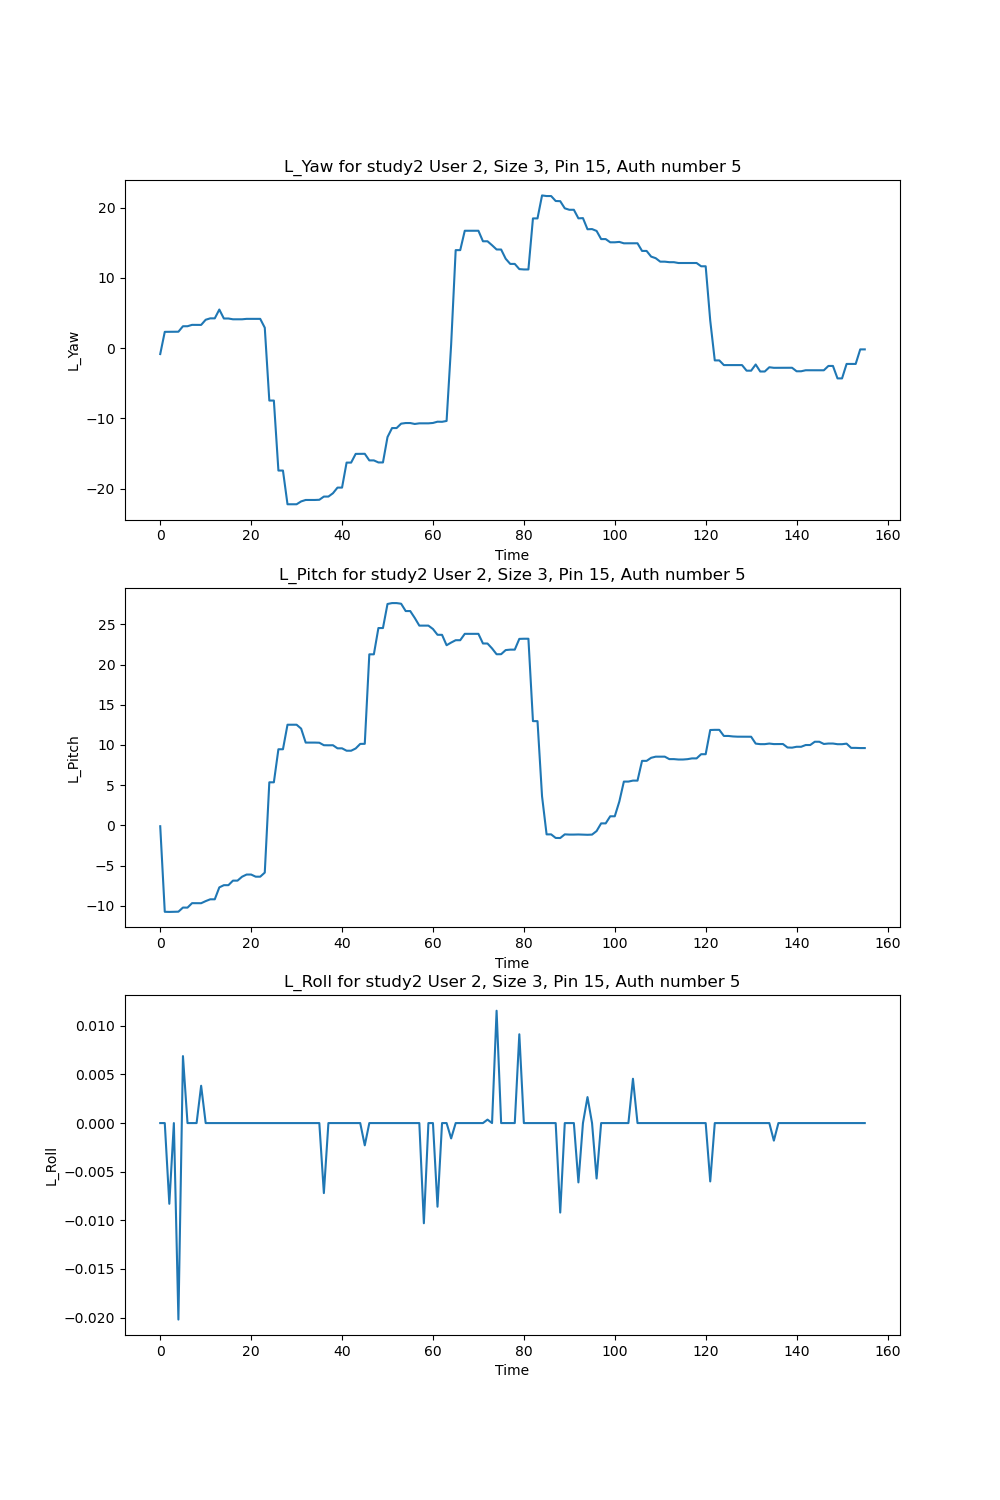 L_Yaw for study2 User 2, Size 3, Pin 15, Auth number 5
20
10
0
−10
−20
L_Yaw
0 20 40 60 80 100 120 140 160
Time
L_Pitch for study2 User 2, Size 3, Pin 15, Auth number 5
25
20
15
10
5
0
−5
−10
L_Pitch
0 20 40 60 80 100 120 140 160
Time
L_Roll for study2 User 2, Size 3, Pin 15, Auth number 5
0.010
0.005
0.000
−0.005
−0.010
−0.015
−0.020
L_Roll
0 20 40 60 80 100 120 140 160
Time